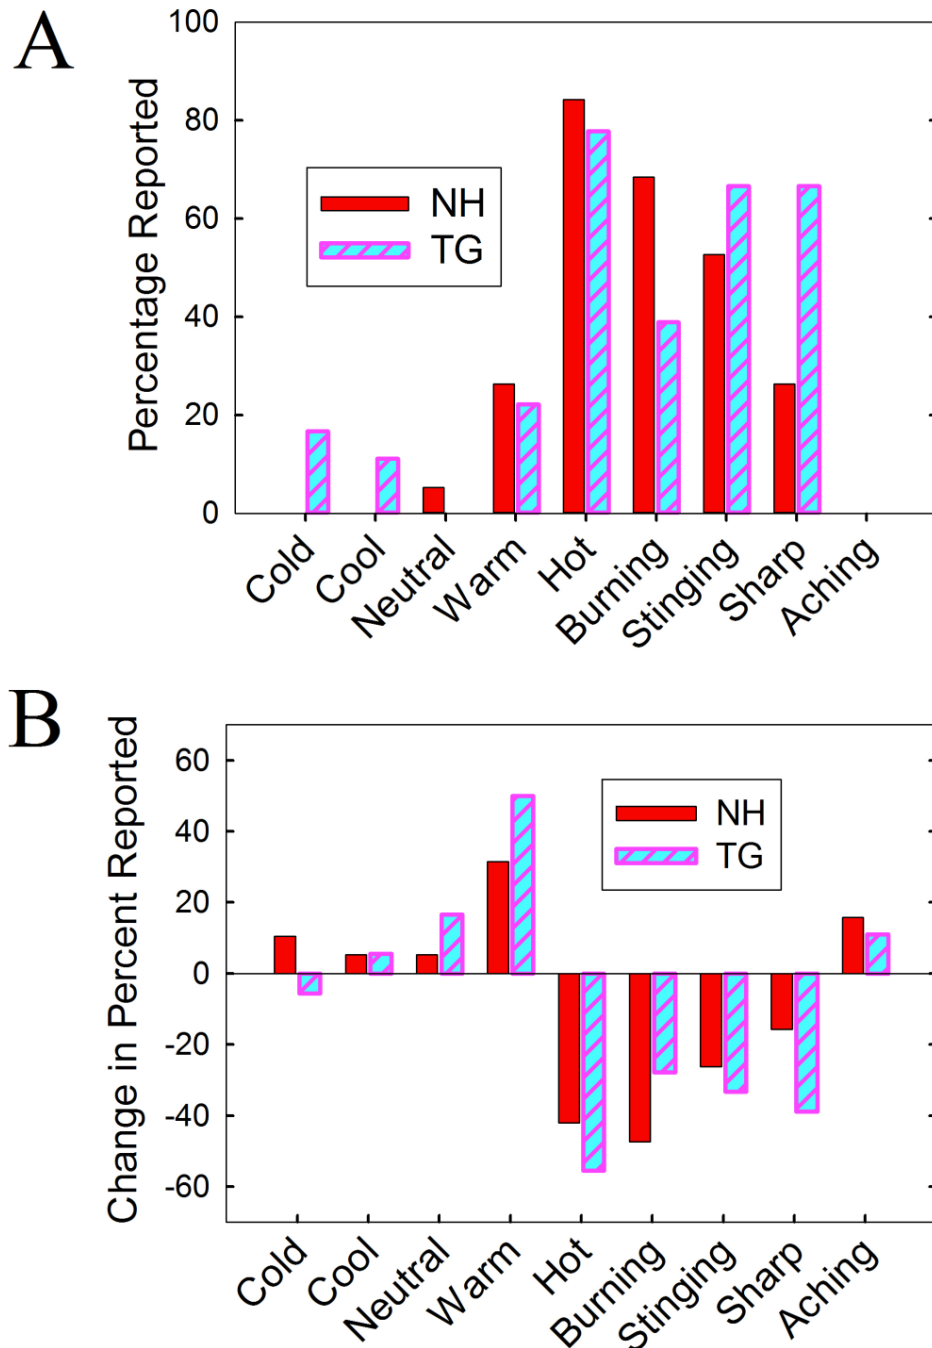 A
Percentage Reported
100
80
60
40
20
0
NH
TG
Cold
Cool
Neutral
Warm
Hot
Burning
Stinging
Sharp
Aching
B
Change in Percent Reported
60
40
20
0
-20
-40
-60
NH
TG
Cold
Cool
Neutral
Warm
Hot
Burning
Stinging
Sharp
Aching